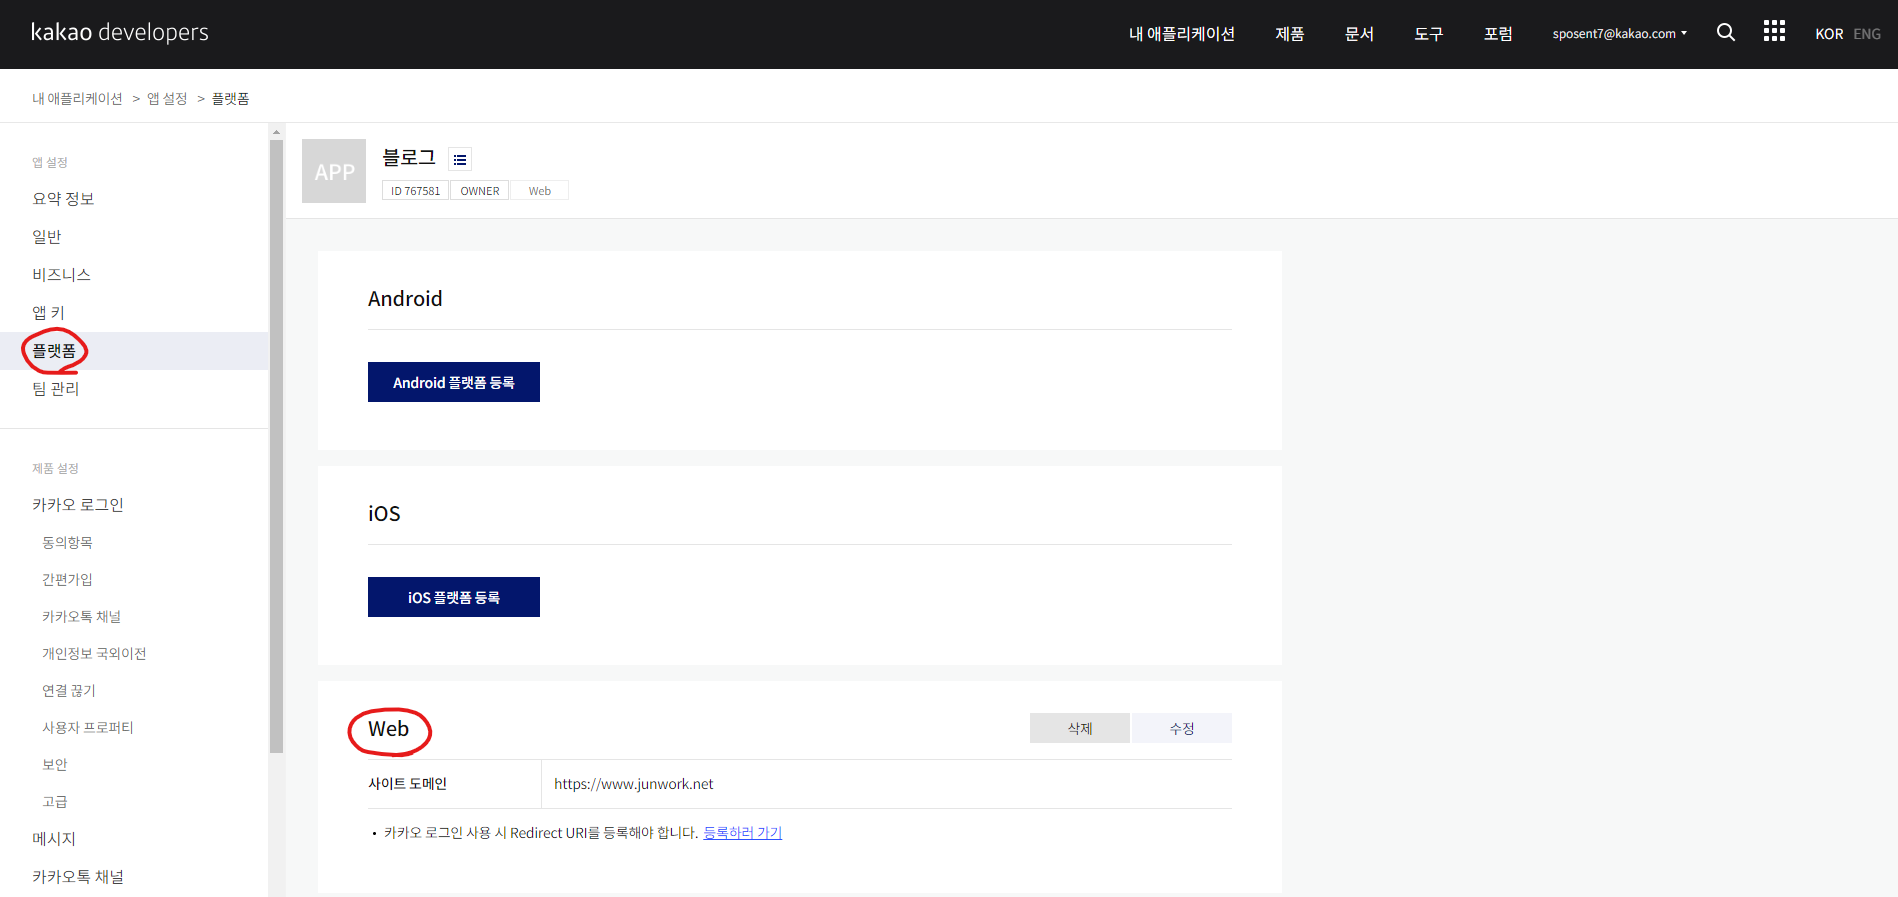 kakao developers
내 애플리케이션 제품 문서 도구 포럼 sposent7@kakao.com KOR ENG
내 애플리케이션 > 앱 설정 > 플랫폼
앱 설정
요약 정보
일반
비즈니스
앱 키
플랫폼
팀 관리
제품 설정
카카오 로그인
동의항목
간편가입
카카오톡 채널
개인정보 국외이전
연결 끊기
사용자 프로퍼티
보안
고급
메시지
카카오톡 채널
APP
블로그
ID 767581 OWNER Web
Android
Android 플랫폼 등록
iOS
iOS 플랫폼 등록
Web
삭제 수정
사이트 도메인 https://www.junwork.net
• 카카오 로그인 사용 시 Redirect URI를 등록해야 합니다. 등록하러 가기